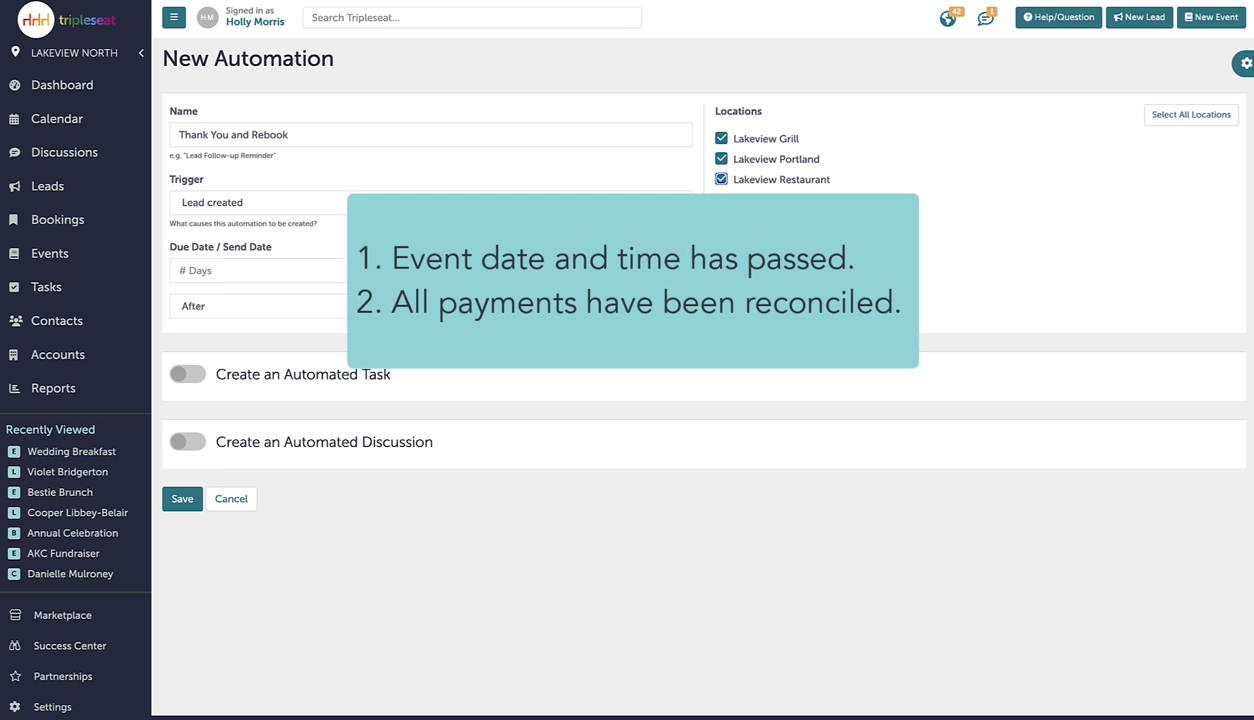 tripleseat
LAKEVIEW NORTH
Dashboard
Calendar
Discussions
Leads
Bookings
Events
Tasks
Contacts
Accounts
Reports
Recently Viewed
E Wedding Breakfast
L Violet Bridgerton
E Bestie Brunch
L Cooper Libbey-Belair
B Annual Celebration
E AKC Fundraiser
C Danielle Mulroney
Marketplace
Success Center
Partnerships
Settings
HM
Signed in as
Holly Morris
Search Tripleseat...
42
1
Help/Question
New Lead
New Event
New Automation
Name
Thank You and Rebook
e.g. "Lead Follow-up Reminder"
Trigger
Lead created
What causes this automation to be created?
Due Date / Send Date
# Days
After
Locations
Select All Locations
Lakeview Grill
Lakeview Portland
Lakeview Restaurant
1. Event date and time has passed.
2. All payments have been reconciled.
Create an Automated Task
Create an Automated Discussion
Save
Cancel